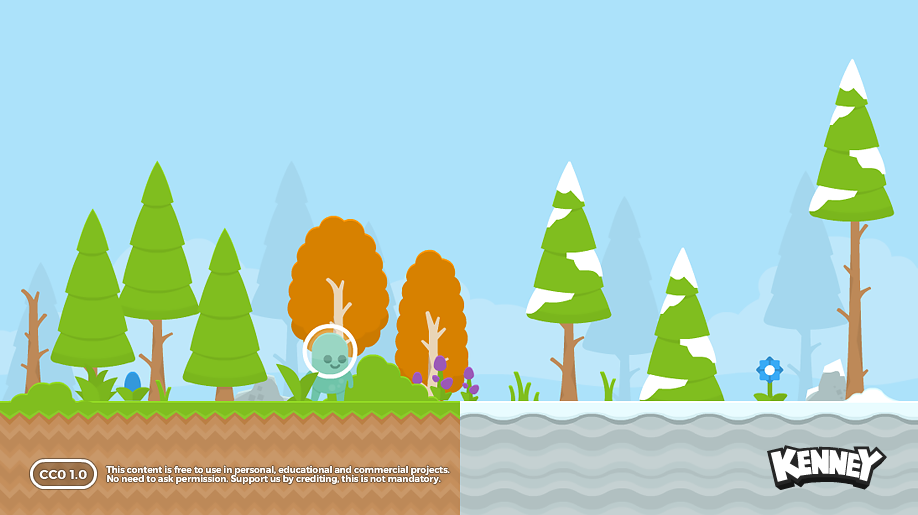 CC0 1.0
This content is free to use in personal, educational and commercial projects.
No need to ask permission. Support us by crediting, this is not mandatory.
KENNEY